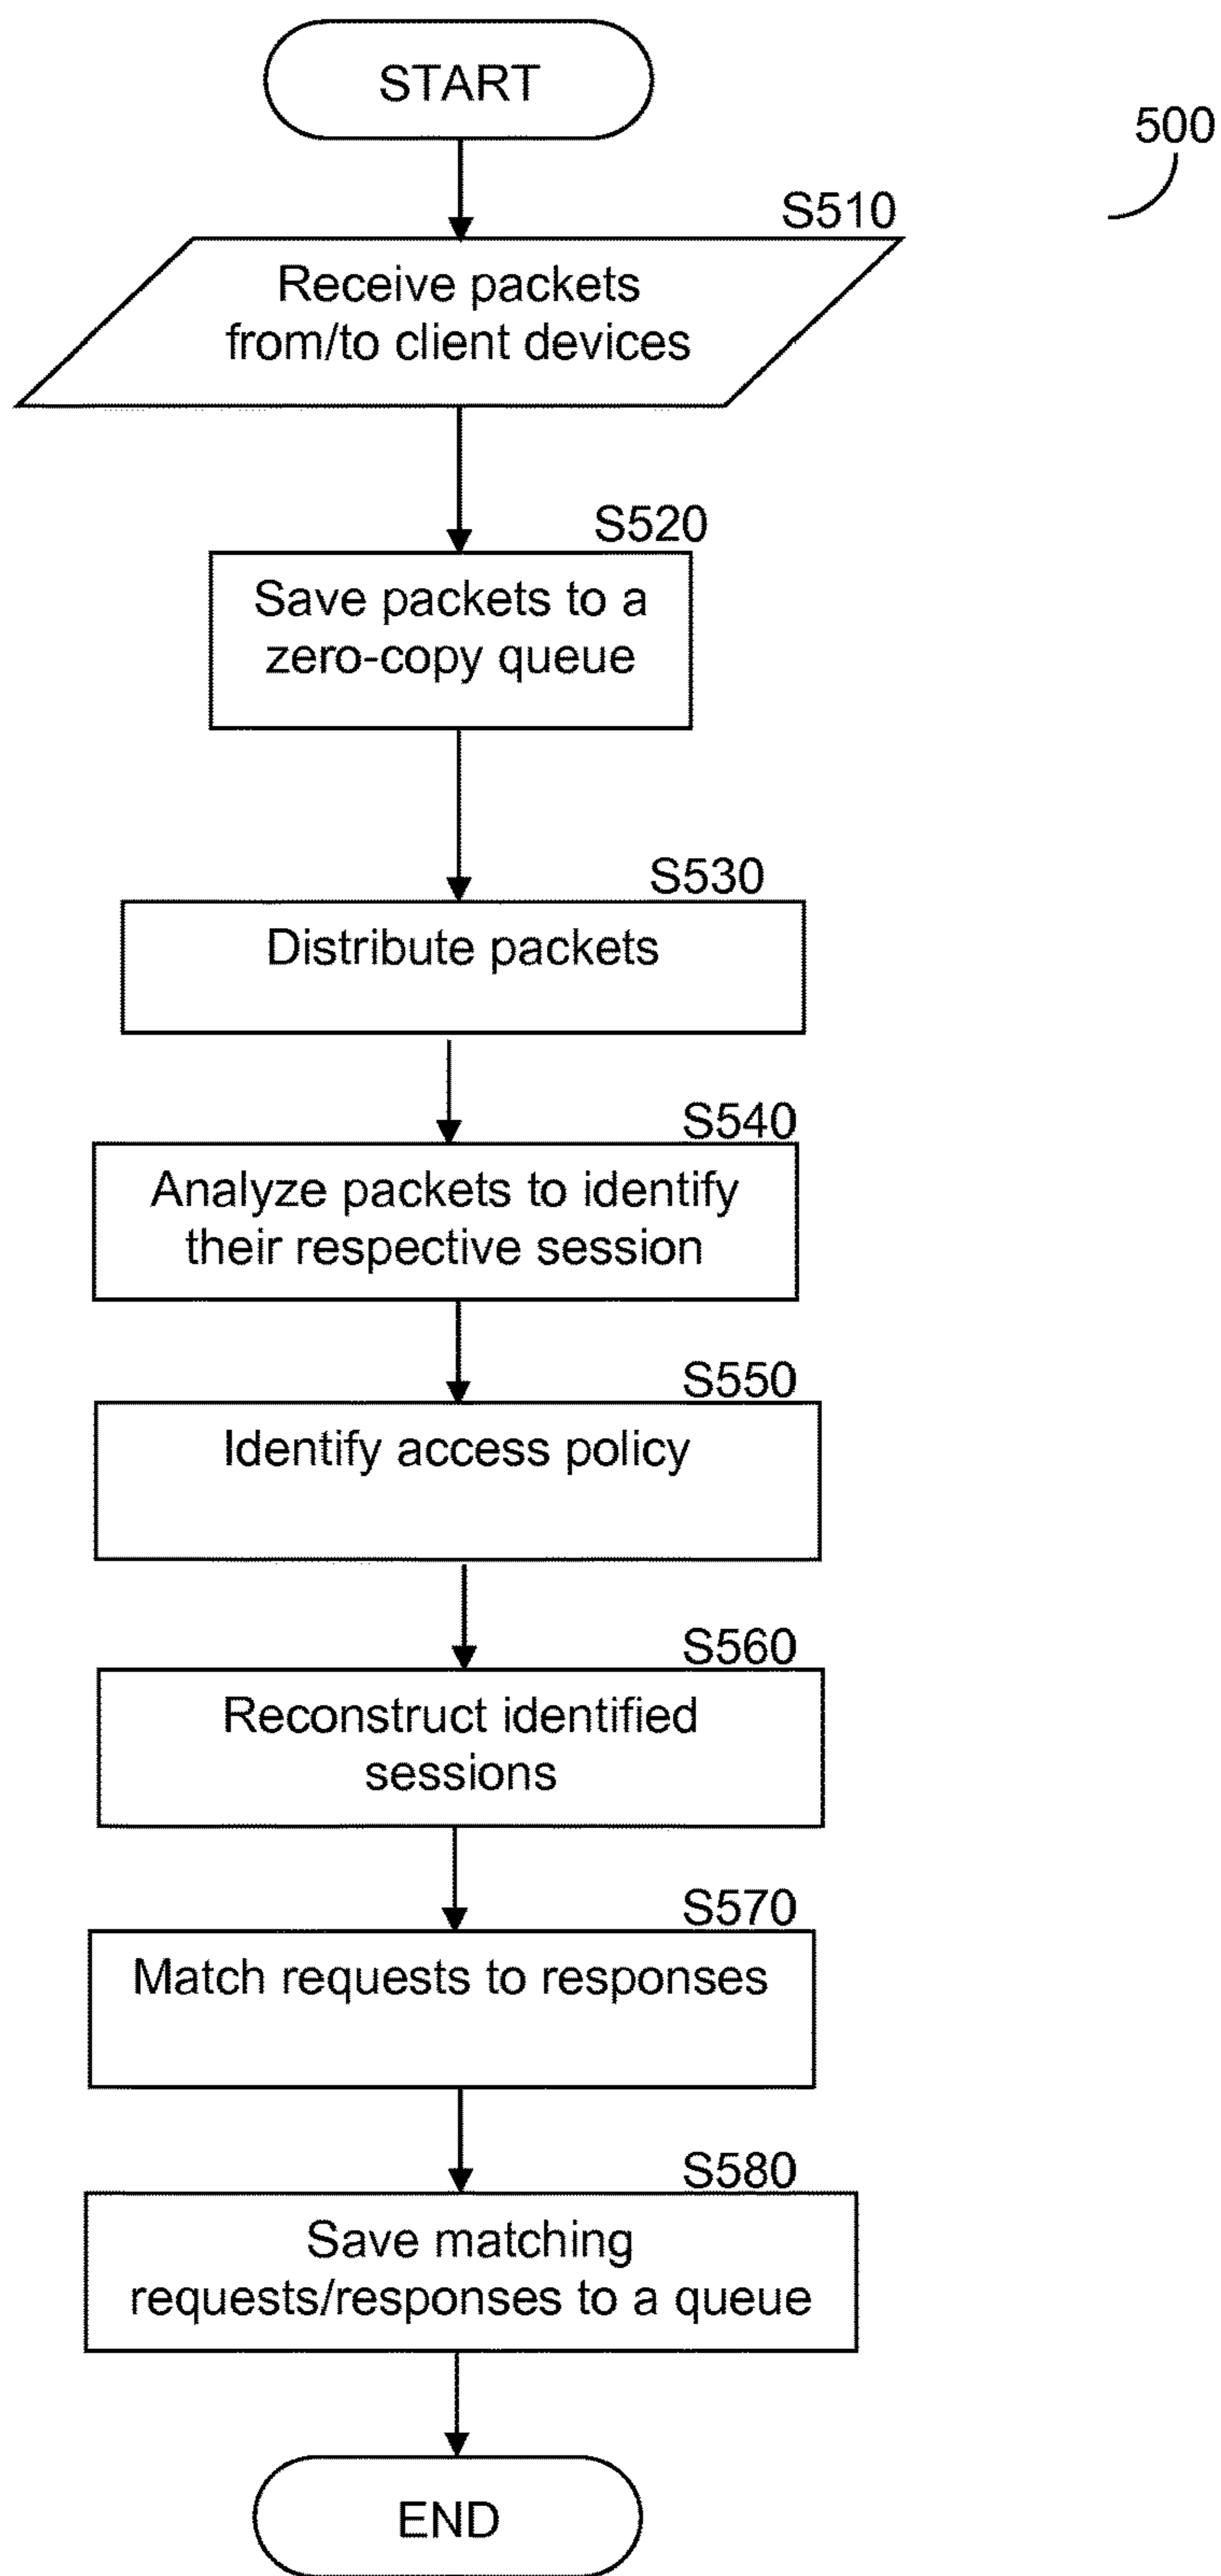 START
500
S510
Receive packets
from/to client devices
S520
Save packets to a
zero-copy queue
S530
Distribute packets
S540
Analyze packets to identify
their respective session
S550
Identify access policy
S560
Reconstruct identified
sessions
S570
Match requests to responses
S580
Save matching
requests/responses to a queue
END